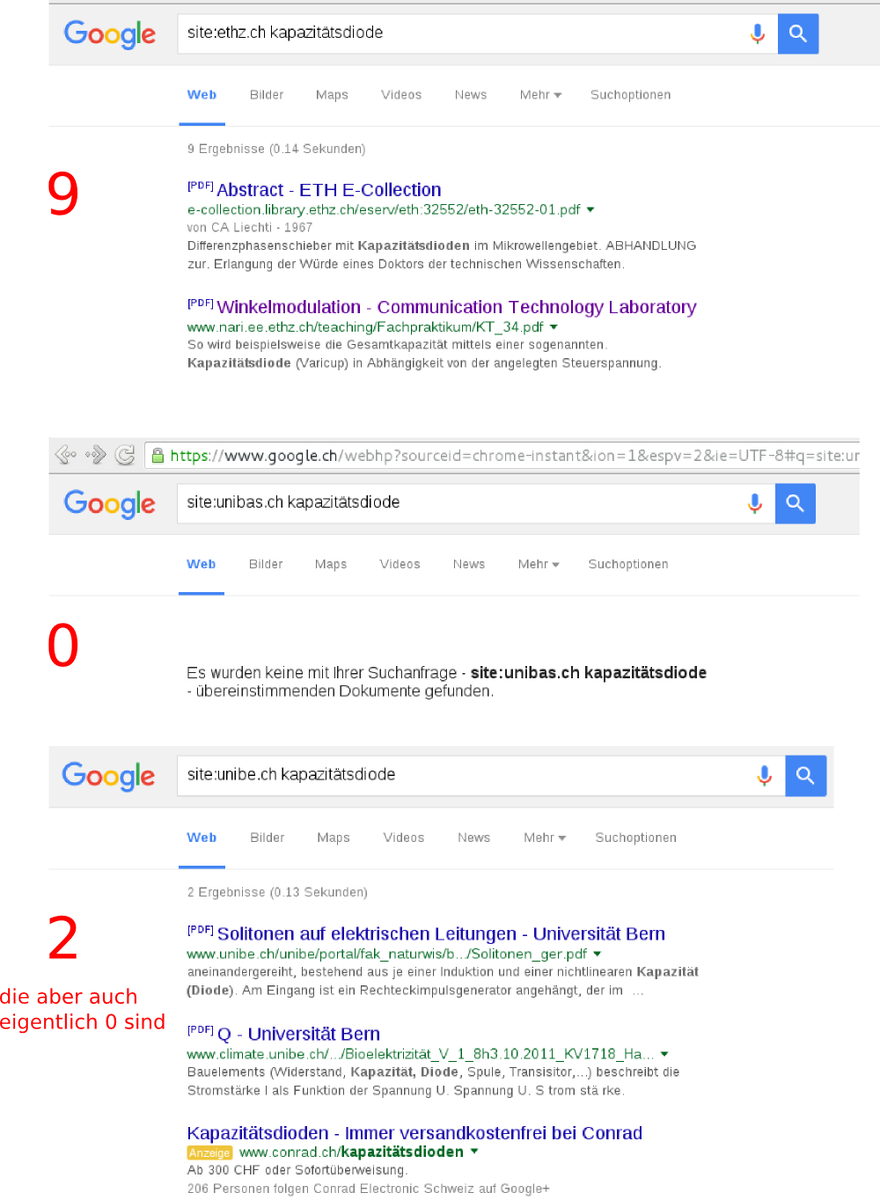 Google
site:ethz.ch kapazitätsdiode
Web Bilder Maps Videos News Mehr Suchoptionen
9 Ergebnisse (0.14 Sekunden)
9
[PDF] Abstract - ETH E-Collection
e-collection.library.ethz.ch/eserv/eth:32552/eth-32552-01.pdf
von CA Liechti - 1967
Differenzphasenschieber mit Kapazitätsdioden im Mikrowellengebiet. ABHANDLUNG
zur. Erlangung der Würde eines Doktors der technischen Wissenschaften.
[PDF] Winkelmodulation - Communication Technology Laboratory
www.nari.ee.ethz.ch/teaching/Fachpraktikum/KT_34.pdf
So wird beispielsweise die Gesamtkapazität mittels einer sogenannten.
Kapazitätsdiode (Varicup) in Abhängigkeit von der angelegten Steuerspannung.
https://www.google.ch/webhp?sourceid=chrome-instant&ion=1&espv=2&ie=UTF-8#q=site:ur
Google
site:unibas.ch kapazitätsdiode
Web Bilder Maps Videos News Mehr Suchoptionen
0
Es wurden keine mit Ihrer Suchanfrage - site:unibas.ch kapazitätsdiode
- übereinstimmenden Dokumente gefunden.
Google
site:unibe.ch kapazitätsdiode
Web Bilder Maps Videos News Mehr Suchoptionen
2 Ergebnisse (0.13 Sekunden)
2
die aber auch
eigentlich 0 sind
[PDF] Solitonen auf elektrischen Leitungen - Universität Bern
www.unibe.ch/unibe/portal/fak_naturwis/b.../Solitonen_ger.pdf
aneinandergereiht, bestehend aus je einer Induktion und einer nichtlinearen Kapazität
(Diode). Am Eingang ist ein Rechteckimpulsgenerator angehängt, der im ...
[PDF] Q - Universität Bern
www.climate.unibe.ch/.../Bioelektrizität_V_1_8h3.10.2011_KV1718_Ha...
Bauelements (Widerstand, Kapazität, Diode, Spule, Transisitor,...) beschreibt die
Stromstärke I als Funktion der Spannung U. Spannung U. S trom stä rke.
Kapazitätsdioden - Immer versandkostenfrei bei Conrad
Anzeige www.conrad.ch/kapazitätsdioden
Ab 300 CHF oder Sofortüberweisung.
206 Personen folgen Conrad Electronic Schweiz auf Google+